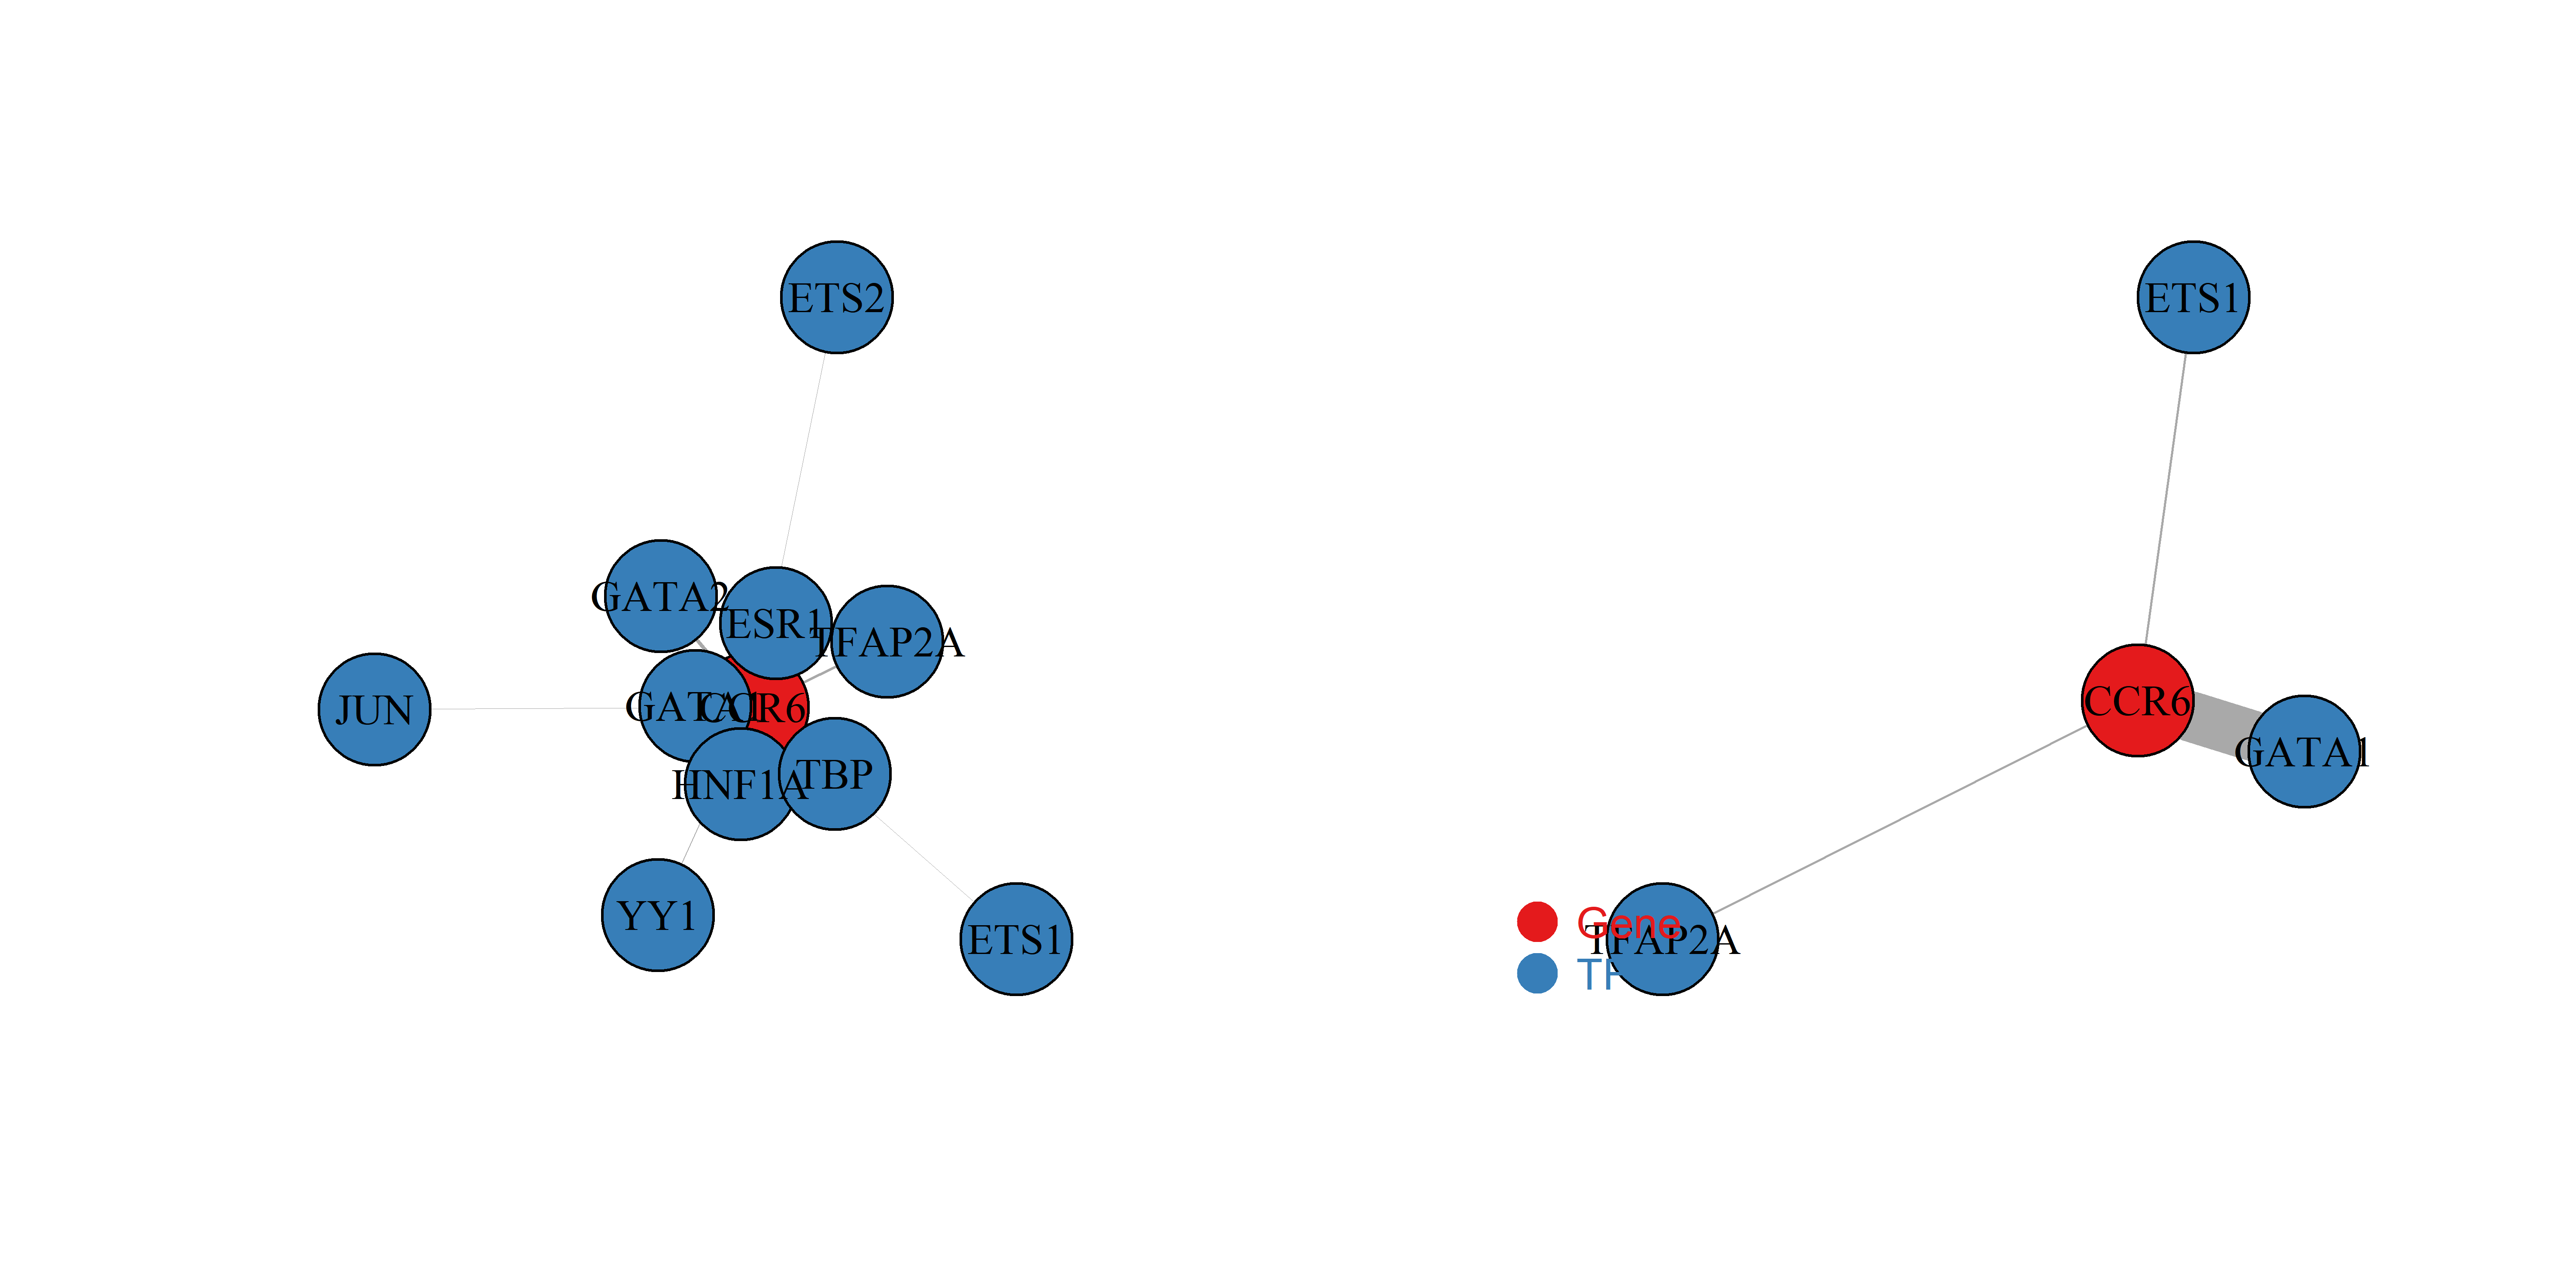 ETS2
GATA2
ESR1
TFAP2A
JUN
GATA1
CCR6
HNF1A
TBP
YY1
ETS1
ETS1
CCR6
GATA1
Gene
TFAP2A
TF